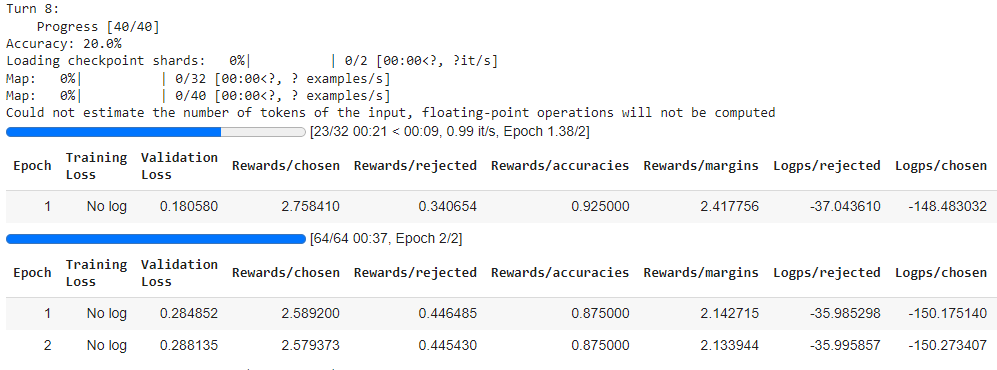 Turn 8:
Progress [40/40]
Accuracy: 20.0%
Loading checkpoint shards:   0%|          | 0/2 [00:00<?, ?it/s]
Map:   0%|          | 0/32 [00:00<?, ? examples/s]
Map:   0%|          | 0/40 [00:00<?, ? examples/s]
Could not estimate the number of tokens of the input, floating-point operations will not be computed
[23/32 00:21 < 00:09, 0.99 it/s, Epoch 1.38/2]
Epoch Training Loss Validation Loss Rewards/chosen Rewards/rejected Rewards/accuracies Rewards/margins Logps/rejected Logps/chosen
1 No log 0.180580 2.758410 0.340654 0.925000 2.417756 -37.043610 -148.483032
[64/64 00:37, Epoch 2/2]
Epoch Training Loss Validation Loss Rewards/chosen Rewards/rejected Rewards/accuracies Rewards/margins Logps/rejected Logps/chosen
1 No log 0.284852 2.589200 0.446485 0.875000 2.142715 -35.985298 -150.175140
2 No log 0.288135 2.579373 0.445430 0.875000 2.133944 -35.995857 -150.273407